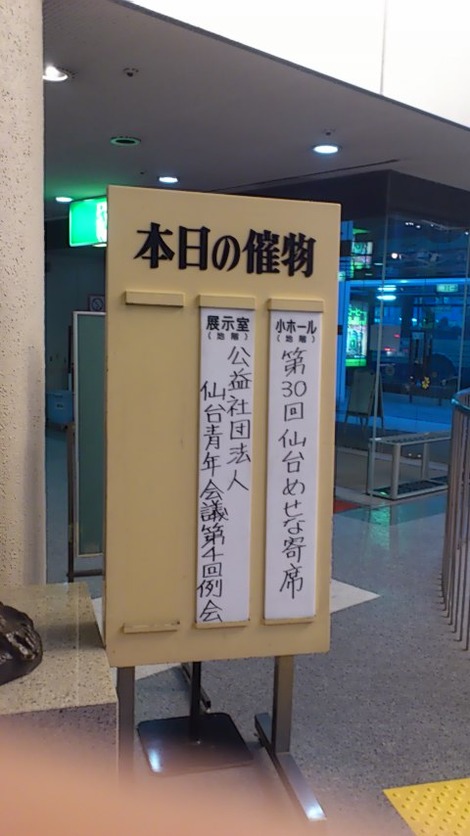 本日の催物
小ホール
(地階)
第30回仙台めせな寄席
展示室
(地階)
公益社団法人
仙台青年会議第4回例会